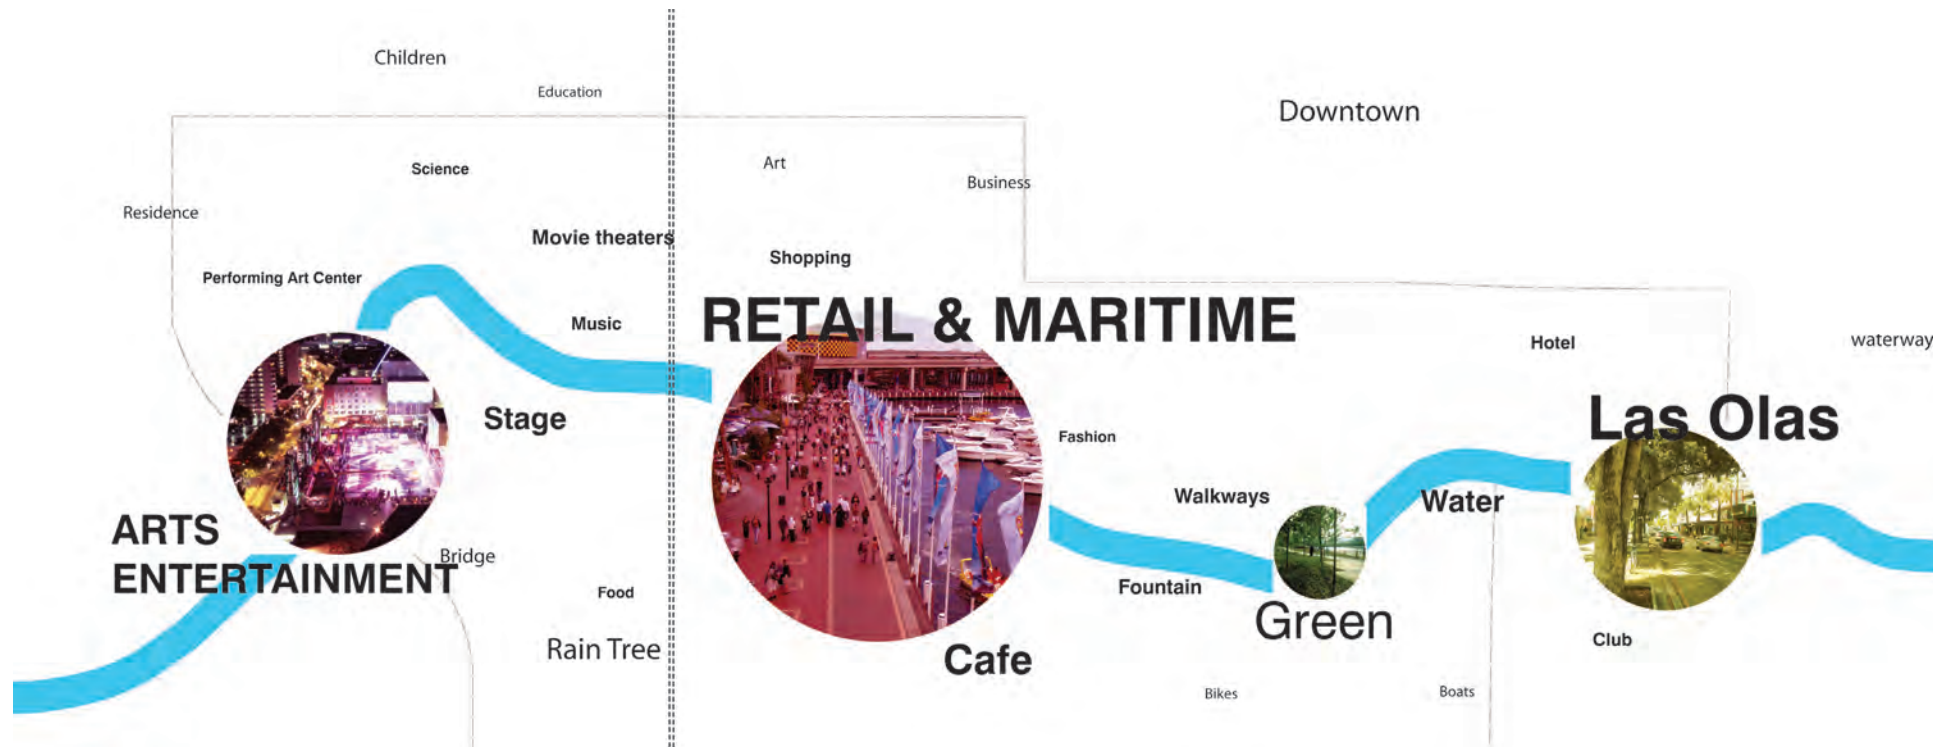 Children
Education
Downtown
Art
Science
Business
Residence
Movie theaters
Shopping
Performing Art Center
Music
RETAIL & MARITIME
Hotel
waterway
Stage
Las Olas
Fashion
Walkways
Water
ARTS
ENTERTAINMENT
Bridge
Food
Fountain
Green
Rain Tree
Cafe
Club
Bikes
Boats